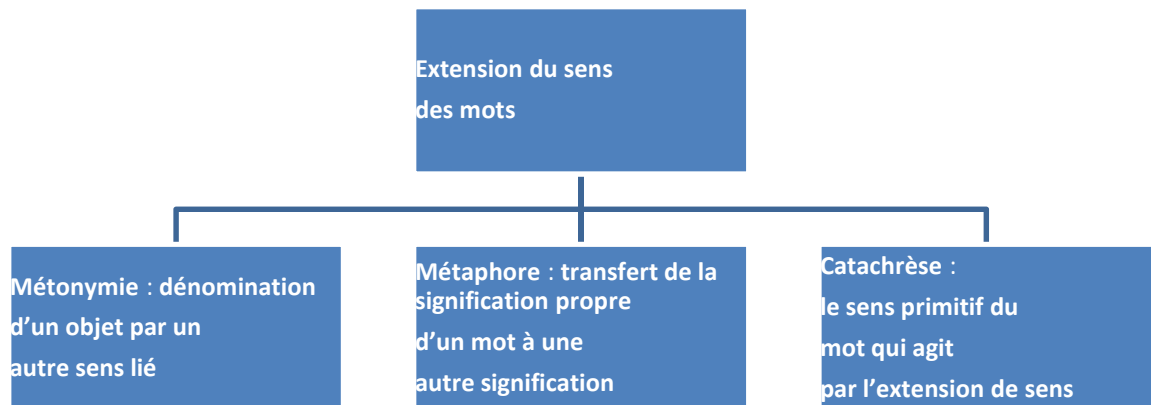 Extension du sens
des mots
Métonymie : dénomination
d’un objet par un
autre sens lié
Métaphore : transfert de la
signification propre
d’un mot à une
autre signification
Catachrèse :
le sens primitif du
mot qui agit
par l’extension de sens